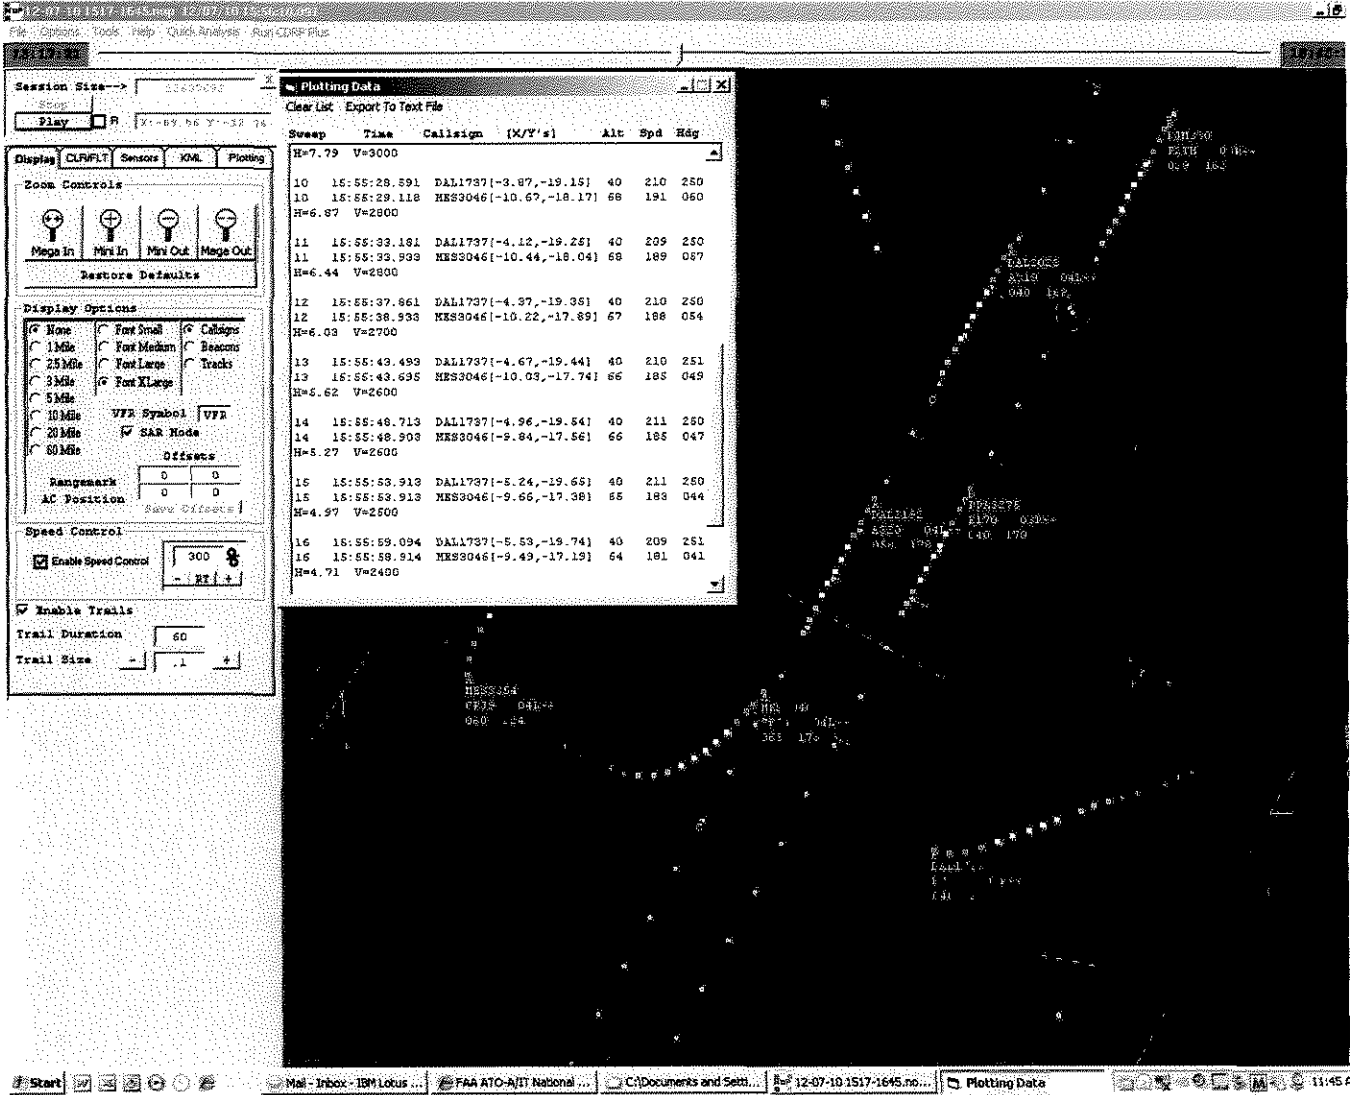 File Options Tools Help Quick Analysis Run CDRP Plus
Session Size-->
Stop
Play R
Display CLR/FLT Sensors KML Plotting
Zoom Controls
Mega In Mini In Mini Out Mega Out
Restore Defaults
Display Options
None Font Small Callsigns
1 Mile Font Medium Beacons
2.5 Mile Font Large Tracks
3 Mile Font XLarge
5 Mile
10 Mile VFR Symbol VFR
20 Mile SAR Mode
60 Mile
Offsets
Rangemark 0 0
AC Position 0 0
Save Offsets
Speed Control
Enable Speed Control 300
- RT +
Enable Trails
Trail Duration 60
Trail Size - .1 +
Plotting Data
Clear List Export To Text File
Sweep Time Callsign [X/Y's] Alt Spd Hdg
H=7.79 V=3000
10 15:55:28.591 DAL1737[-3.87,-19.15] 40 210 250
10 15:55:29.118 MES3046[-10.67,-18.17] 68 191 060
H=6.87 V=2800
11 15:55:33.181 DAL1737[-4.12,-19.25] 40 209 250
11 15:55:33.933 MES3046[-10.44,-18.04] 68 189 057
H=6.44 V=2800
12 15:55:37.861 DAL1737[-4.37,-19.35] 40 210 250
12 15:55:38.933 MES3046[-10.22,-17.89] 67 188 054
H=6.03 V=2700
13 15:55:43.493 DAL1737[-4.67,-19.44] 40 210 251
13 15:55:43.695 MES3046[-10.03,-17.74] 66 185 049
H=5.62 V=2600
14 15:55:48.713 DAL1737[-4.96,-19.54] 40 211 250
14 15:55:48.903 MES3046[-9.84,-17.56] 66 185 047
H=5.27 V=2600
15 15:55:53.913 DAL1737[-5.24,-19.65] 40 211 250
15 15:55:53.913 MES3046[-9.66,-17.38] 65 183 044
H=4.97 V=2500
16 15:55:59.094 DAL1737[-5.53,-19.74] 40 209 251
16 15:55:58.914 MES3046[-9.49,-17.19] 64 181 041
H=4.71 V=2400
040 170
Start
Mail - Inbox - IBM Lotus ...
FAA ATO-A/IT National ...
C:\Documents and Setti...
12-07-10 1517-1645.no...
Plotting Data
11:45